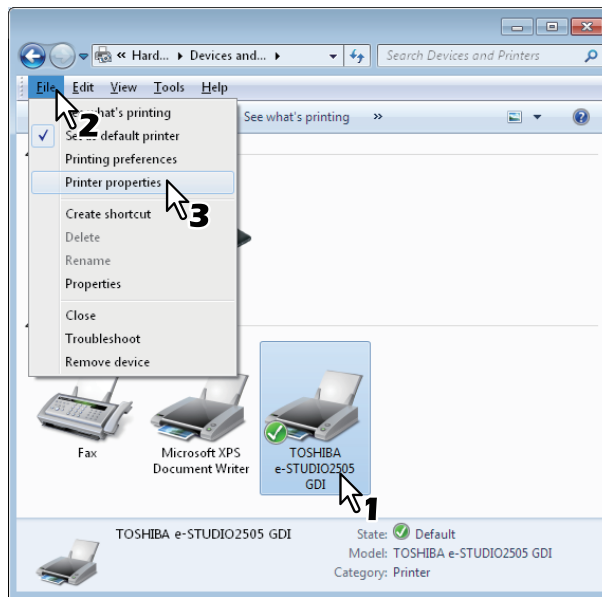 « Hard... ▸ Devices and... ▸
Search Devices and Printers
File Edit View Tools Help
2
what's printing
See what's printing »
Set as default printer
Printing preferences
Printer properties
3
Create shortcut
Delete
Rename
Properties
Close
Troubleshoot
Remove device
Fax
Microsoft XPS
Document Writer
TOSHIBA
e-STUDIO2505
GDI
1
TOSHIBA e-STUDIO2505 GDI
State: Default
Model: TOSHIBA e-STUDIO2505 GDI
Category: Printer